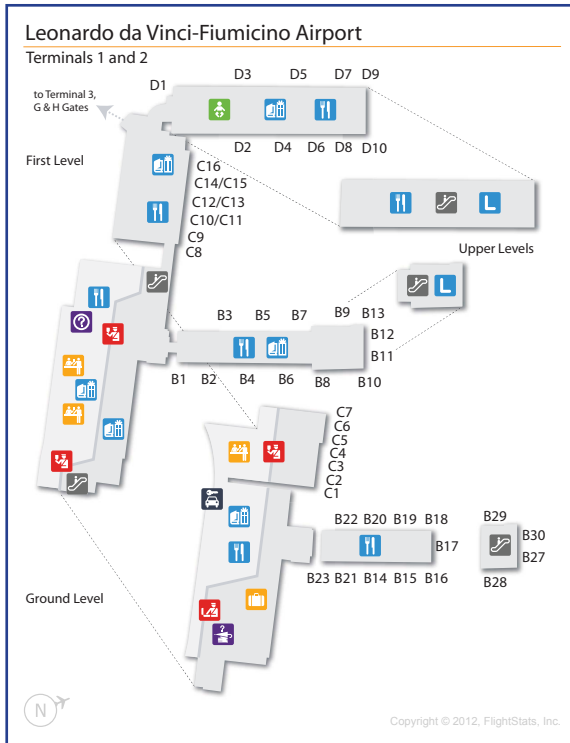 Leonardo da Vinci-Fiumicino Airport
Terminals 1 and 2
to Terminal 3,
G & H Gates
D1
D3 D5 D7 D9
D2 D4 D6 D8 D10
First Level
C16
C14/C15
C12/C13
C10/C11
C9
C8
L
Upper Levels
L
B3 B5 B7 B9 B13
B12
B11
B1 B2 B4 B6 B8 B10
?
C7
C6
C5
C4
C3
C2
C1
B22 B20 B19 B18
B17
B23 B21 B14 B15 B16
B29
B30
B27
B28
Ground Level
?
N
Copyright © 2012, FlightStats, Inc.